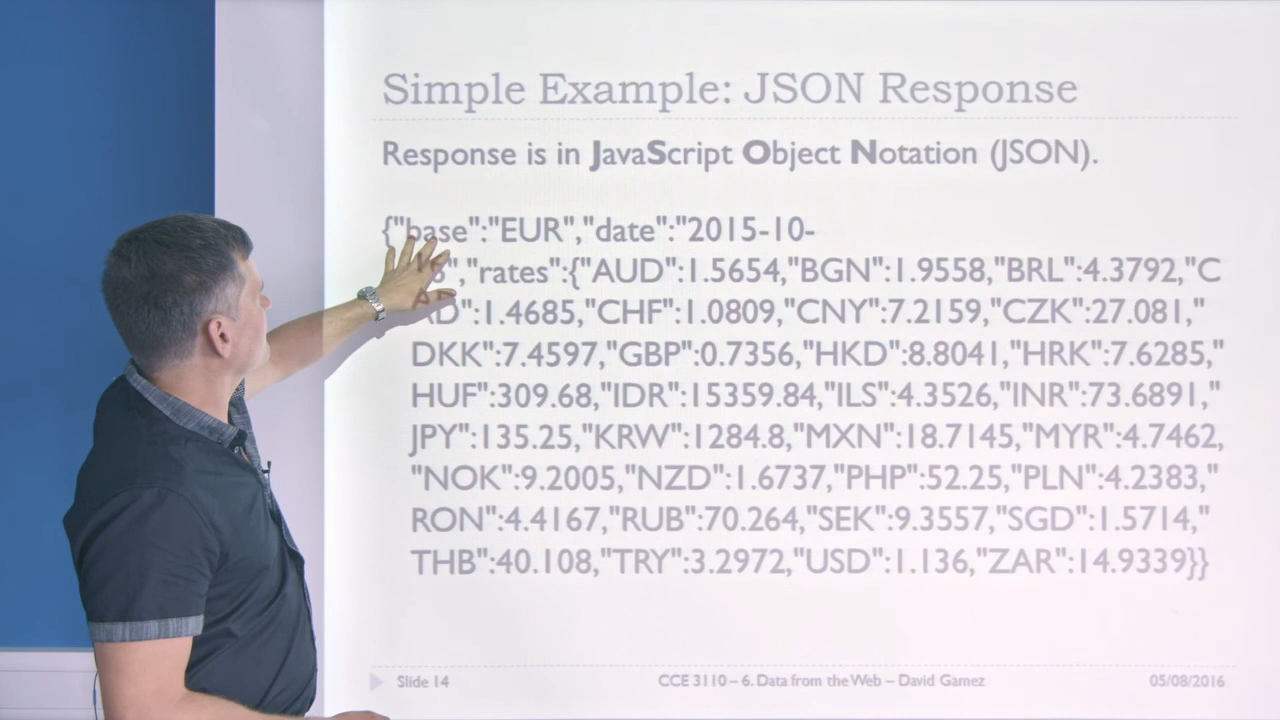 Simple Example: JSON Response
Response is in JavaScript Object Notation (JSON).
{"base":"EUR","date":"2015-10-
","rates":{"AUD":1.5654,"BGN":1.9558,"BRL":4.3792,"C
AD":1.4685,"CHF":1.0809,"CNY":7.2159,"CZK":27.081,"
DKK":7.4597,"GBP":0.7356,"HKD":8.8041,"HRK":7.6285,"
HUF":309.68,"IDR":15359.84,"ILS":4.3526,"INR":73.6891,"
JPY":135.25,"KRW":1284.8,"MXN":18.7145,"MYR":4.7462,
"NOK":9.2005,"NZD":1.6737,"PHP":52.25,"PLN":4.2383,"
RON":4.4167,"RUB":70.264,"SEK":9.3557,"SGD":1.5714,"
THB":40.108,"TRY":3.2972,"USD":1.136,"ZAR":14.9339}}
Slide 14 CCE 3110 – 6. Data from the Web – David Gamez 05/08/2016